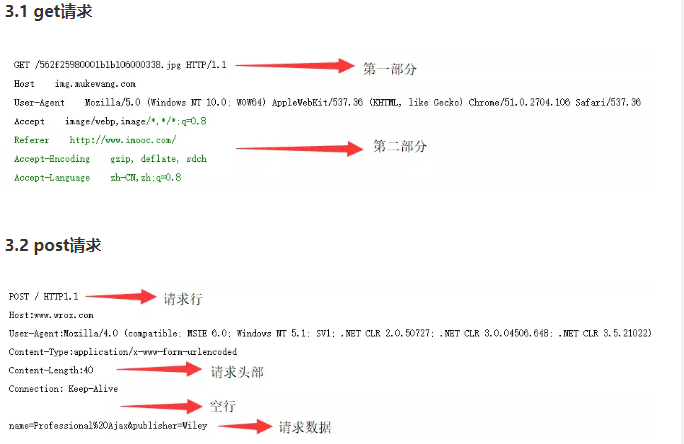 3.1 get请求
GET /562f25980001b1b106000338.jpg HTTP/1.1
第一部分
Host img.mukewang.com
User-Agent Mozilla/5.0 (Windows NT 10.0; WOW64) AppleWebKit/537.36 (KHTML, like Gecko) Chrome/51.0.2704.106 Safari/537.36
Accept image/webp,image/*,*/*;q=0.8
Referer http://www.imooc.com/
第二部分
Accept-Encoding gzip, deflate, sdch
Accept-Language zh-CN,zh;q=0.8
3.2 post请求
POST / HTTP1.1
请求行
Host:www.wrox.com
User-Agent:Mozilla/4.0 (compatible; MSIE 6.0; Windows NT 5.1; SV1; .NET CLR 2.0.50727; .NET CLR 3.0.04506.648; .NET CLR 3.5.21022)
Content-Type:application/x-www-form-urlencoded
Content-Length:40
请求头部
Connection: Keep-Alive
空行
name=Professional%20Ajax&publisher=Wiley
请求数据